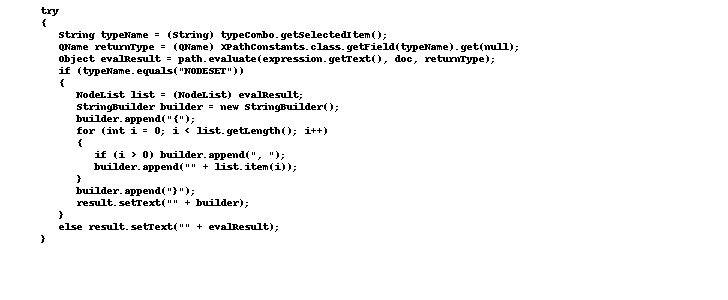 try
{
String typeName = (String) typeCombo.getSelectedItem();
QName returnType = (QName) XPathConstants.class.getField(typeName).get(null);
Object evalResult = path.evaluate(expression.getText(), doc, returnType);
if (typeName.equals("NODESET"))
{
NodeList list = (NodeList) evalResult;
StringBuilder builder = new StringBuilder();
builder.append("{");
for (int i = 0; i < list.getLength(); i++)
{
if (i > 0) builder.append(", ");
builder.append("" + list.item(i));
}
builder.append("}");
result.setText("" + builder);
}
else result.setText("" + evalResult);
}